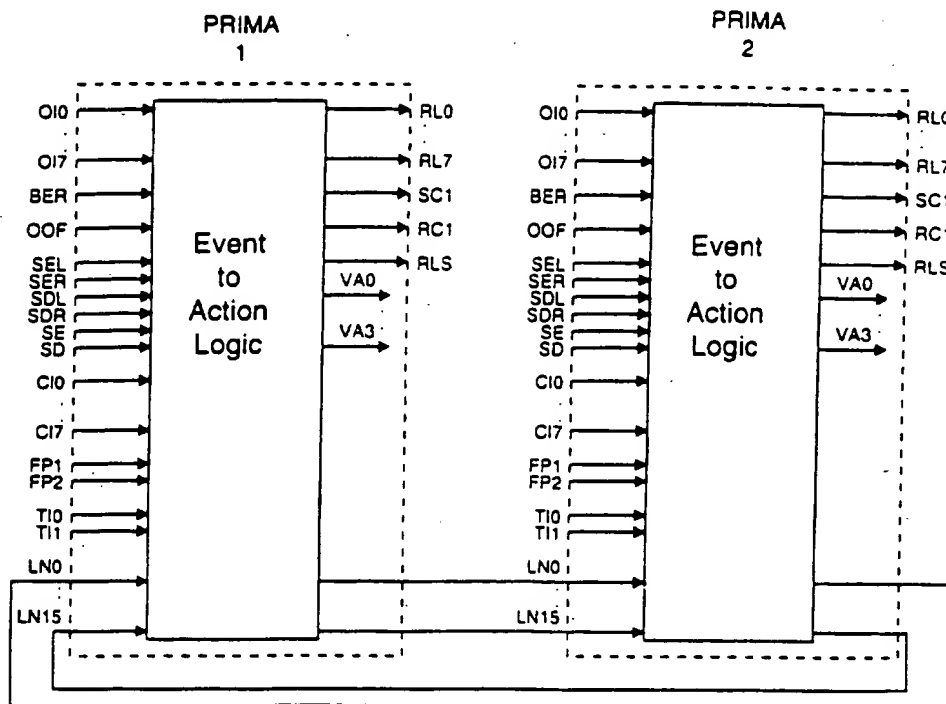 PRIMA
1
PRIMA
2
OI0
OI7
BER
OOF
SEL
SER
SDL
SDR
SE
SD
CI0
CI7
FP1
FP2
TI0
TI1
LN0
LN15
Event
to
Action
Logic
RL0
RL7
SC1
RC1
RLS
VA0
VA3
OI0
OI7
BER
OOF
SEL
SER
SDL
SDR
SE
SD
CI0
CI7
FP1
FP2
TI0
TI1
LN0
LN15
Event
to
Action
Logic
RL0
RL7
SC1
RC1
RLS
VA0
VA3